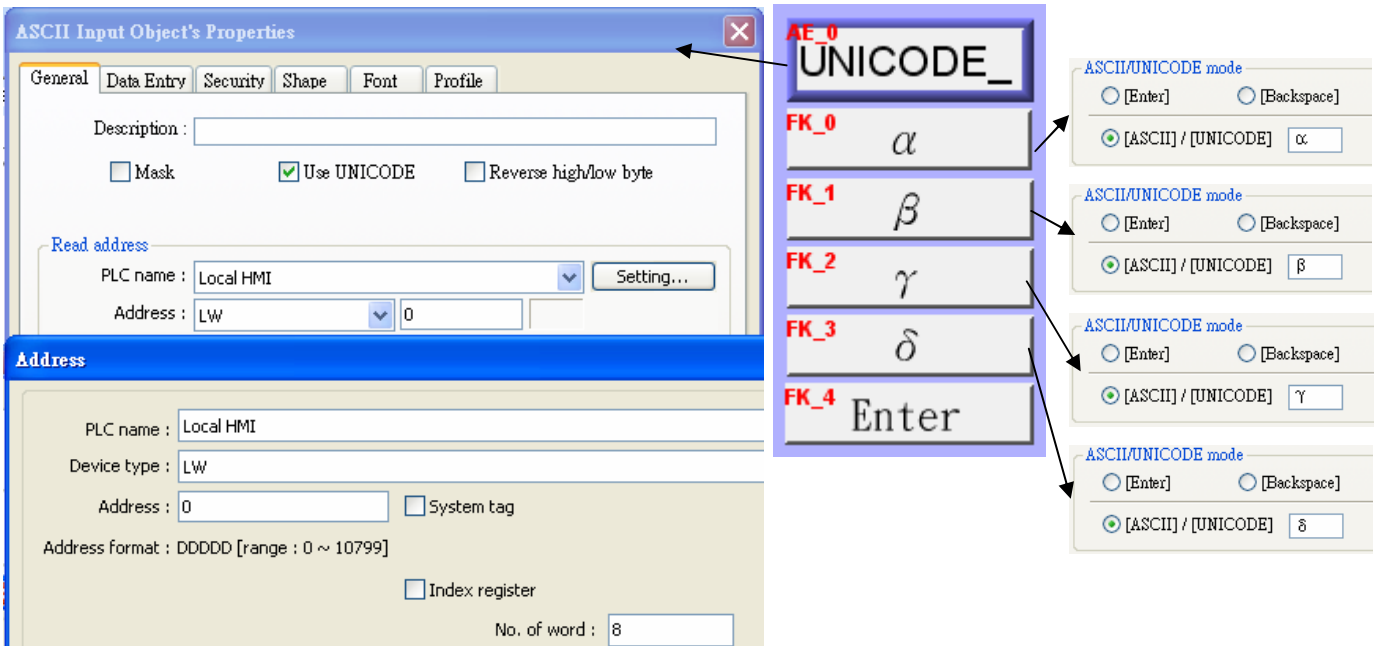 ASCII Input Object's Properties
General Data Entry Security Shape Font Profile
Description :
Mask Use UNICODE Reverse high/low byte
Read address
PLC name : Local HMI Setting...
Address : LW 0
Address
PLC name : Local HMI
Device type : LW
Address : 0 System tag
Address format : DDDDD [range : 0 ~ 10799]
Index register
No. of word : 8
AE_0
UNICODE_
FK_0
α
FK_1
β
FK_2
γ
FK_3
δ
FK_4
Enter
ASCII/UNICODE mode
[Enter] [Backspace]
[ASCII] / [UNICODE] α
ASCII/UNICODE mode
[Enter] [Backspace]
[ASCII] / [UNICODE] β
ASCII/UNICODE mode
[Enter] [Backspace]
[ASCII] / [UNICODE] γ
ASCII/UNICODE mode
[Enter] [Backspace]
[ASCII] / [UNICODE] δ